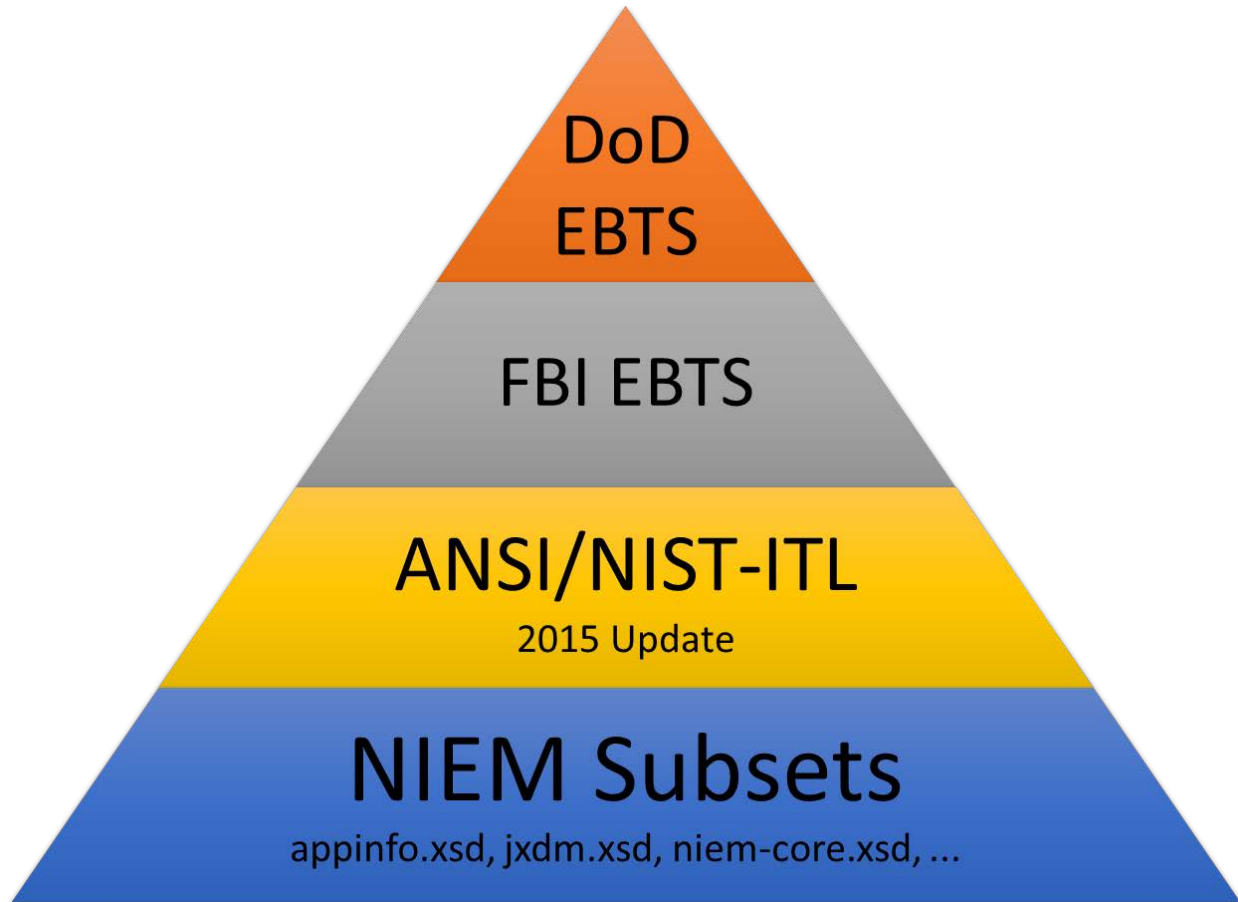 DoD
EBTS
FBI EBTS
ANSI/NIST-ITL
2015 Update
NIEM Subsets
appinfo.xsd, jxdm.xsd, niem-core.xsd, ...